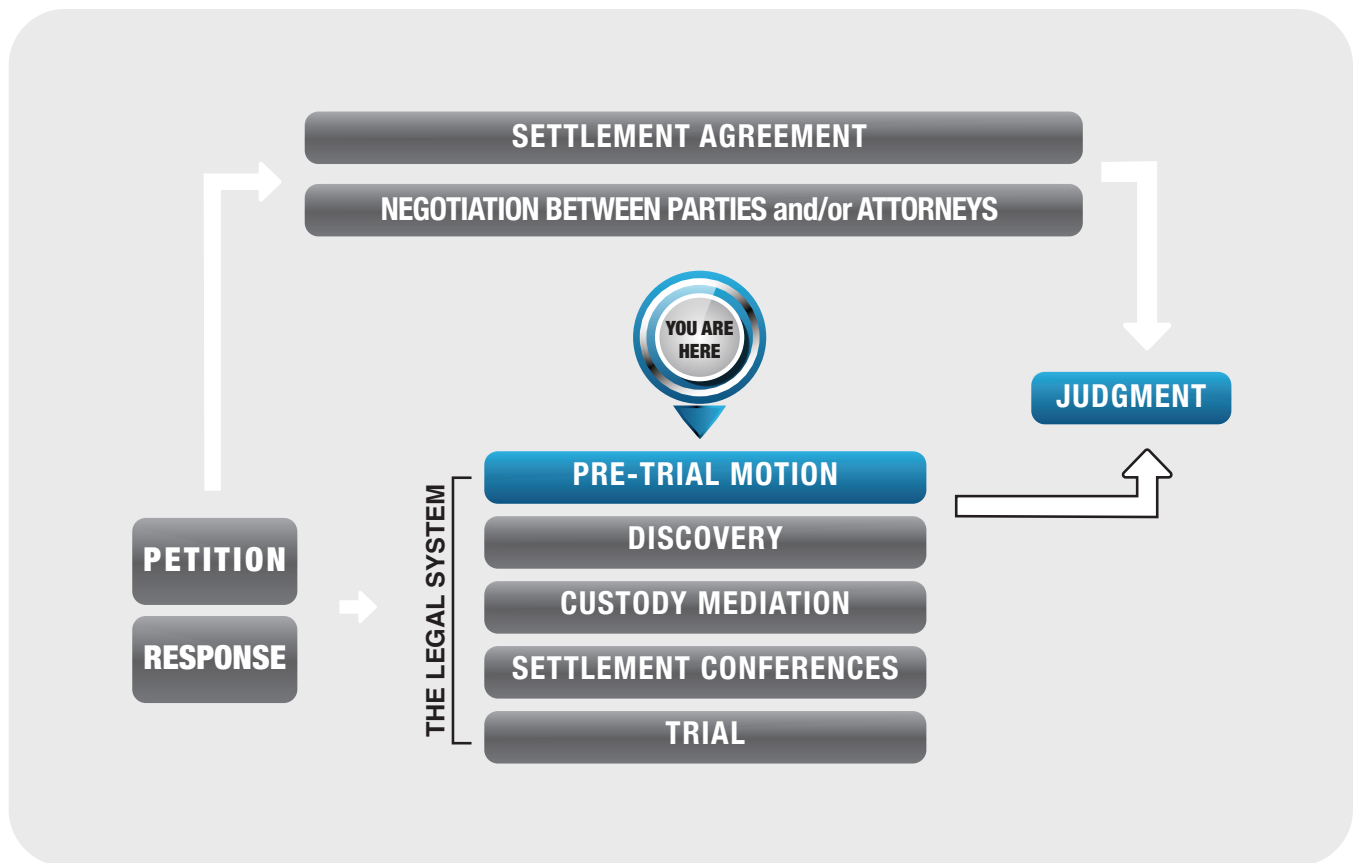 SETTLEMENT AGREEMENT
NEGOTIATION BETWEEN PARTIES and/or ATTORNEYS
YOU ARE
HERE
JUDGMENT
PETITION
RESPONSE
THE LEGAL SYSTEM
PRE-TRIAL MOTION
DISCOVERY
CUSTODY MEDIATION
SETTLEMENT CONFERENCES
TRIAL